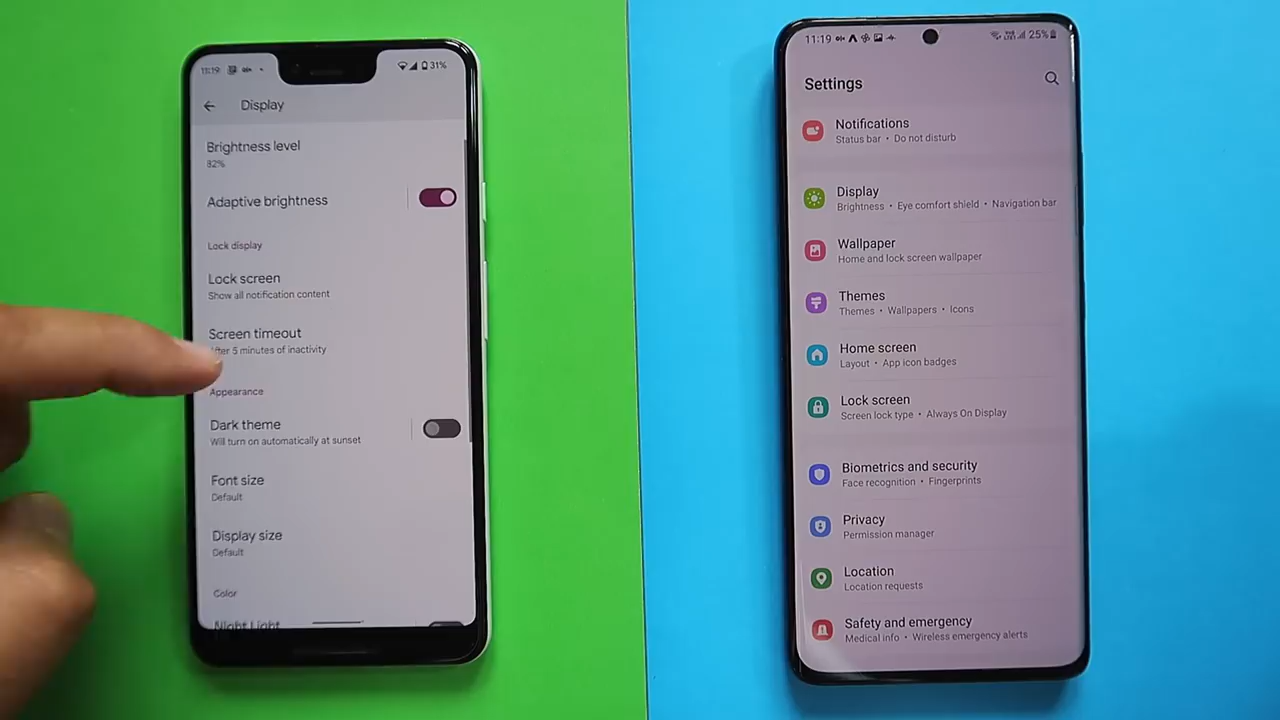 11:19
31%
Display
Brightness level
82%
Adaptive brightness
Lock display
Lock screen
Show all notification content
Screen timeout
After 5 minutes of inactivity
Appearance
Dark theme
Will turn on automatically at sunset
Font size
Default
Display size
Default
Color
Night Light
11:19
25%
Settings
Notifications
Status bar • Do not disturb
Display
Brightness • Eye comfort shield • Navigation bar
Wallpaper
Home and lock screen wallpaper
Themes
Themes • Wallpapers • Icons
Home screen
Layout • App icon badges
Lock screen
Screen lock type • Always On Display
Biometrics and security
Face recognition • Fingerprints
Privacy
Permission manager
Location
Location requests
Safety and emergency
Medical info • Wireless emergency alerts